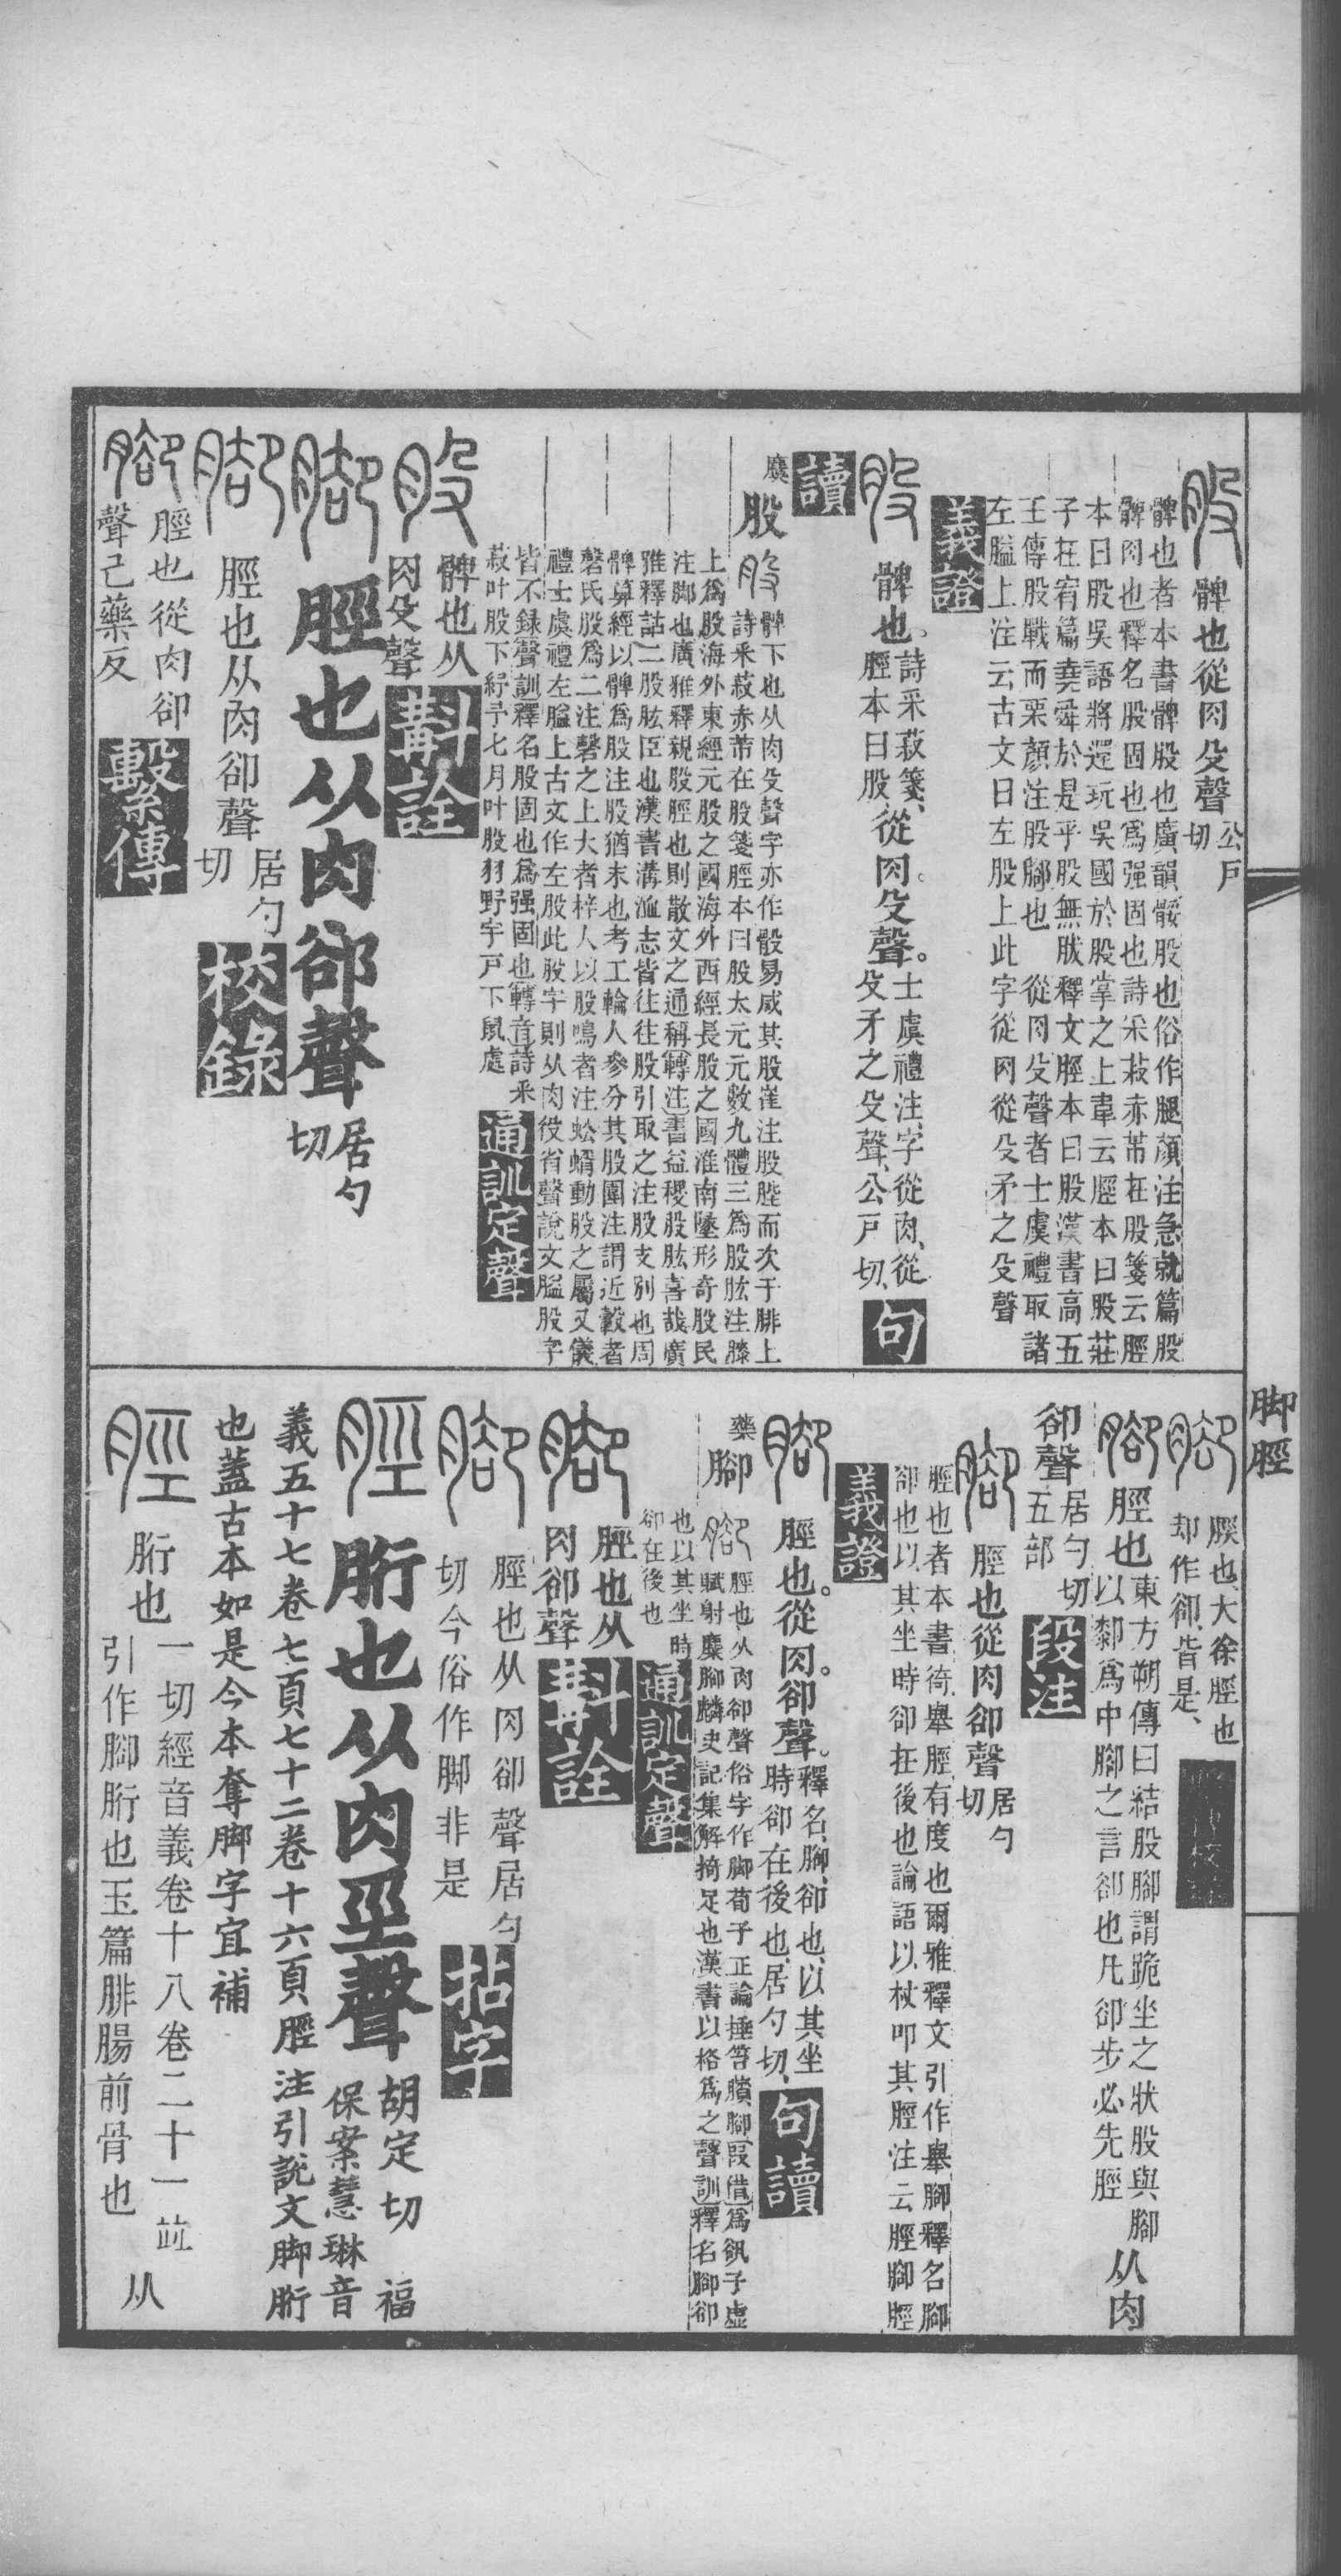 股 髀也從肉殳聲 公戶
切
髀也者本書髀股也廣韻骽股也俗作腿顏注急就篇股
髀肉也釋名股固也爲强固也詩采菽赤芾在股箋云脛
本曰股吳語將還玩吳國於股掌之上韋云脛本曰股莊
子在宥篇堯舜於是乎股無胈釋文脛本曰股漢書高五
王傳股戰而栗顏注股腳也 從肉殳聲者士虞禮取諸
左膉上注云古文曰左股上此字從肉從殳矛之殳聲
義證
股 髀也、詩采菽箋、從肉。殳聲。士虞禮注、字從肉、從
脛本曰股、殳矛之殳聲、公戶切、句
讀
股 股 髀下也从肉殳聲字亦作骰易咸其股崔注股䏶而次于腓上
詩采菽赤芾在股箋脛本曰股太元元數九體三爲股肱注膝
上爲股海外東經元股之國海外西經長股之國淮南墬形奇股民
注脚也廣雅釋親股脛也則散文之通稱轉注書益稷股肱喜哉廣
雅釋詁二股肱臣也漢書溝洫志皆往往股引取之注股支別也周
髀算經以髀爲股注股猶末也考工輪人參分其股圍注謂近轂者
磬氏股爲二注磬之上大者梓人以股鳴者注蚣蝑動股之屬又儀
禮士虞禮左膉上古文作左股此股字則从肉役省聲說文膉股字
皆不錄聲訓釋名股固也爲强固也轉音詩采
菽叶股下紓予七月叶股羽野宇戶下鼠處
通訓定聲
股 髀也从
肉殳聲
斠詮
腳 脛也从肉卻聲 居勺
切
腳 脛也从肉卻聲 居勺
切
校錄
腳 脛也從肉卻
聲己藥反
繫傳
脚脛
腳 脛也、大徐脛也
却作卻、皆是、
腳 脛也 東方朔傳曰結股腳謂跪坐之狀股與腳
以鄰爲中腳之言卻也凡卻步必先脛 从肉
卻聲 居勺切
五部
段注
腳 脛也從肉卻聲 居勺
切
脛也者本書徛舉脛有度也爾雅釋文引作舉腳釋名腳
卻也以其坐時卻在後也論語以杖叩其脛注云脛腳脛
義證
腳 脛也。從肉。卻聲。釋名、腳、卻也、以其坐
時卻在後也、居勺切、
句讀
腳 腳 脛也从肉卻聲俗字作脚荀子正論捶笞臏腳叚借爲㕁子虛
賦射麋腳麟史記集解掎足也漢書以格爲之聲訓釋名腳卻
也以其坐時
卻在後也
通訓定聲
腳 脛也从
肉卻聲
斠詮
腳 脛也从肉卻聲居勺
切今俗作脚非是
拈字
脛 胻也从肉巠聲 胡定切 福
保案慧琳音
義五十七卷七頁七十二卷十六頁脛注引說文脚胻
也蓋古本如是今本奪脚字宜補
脛 胻也 一切經音義卷十八卷二十一竝
引作腳胻也玉篇腓腸前骨也 从